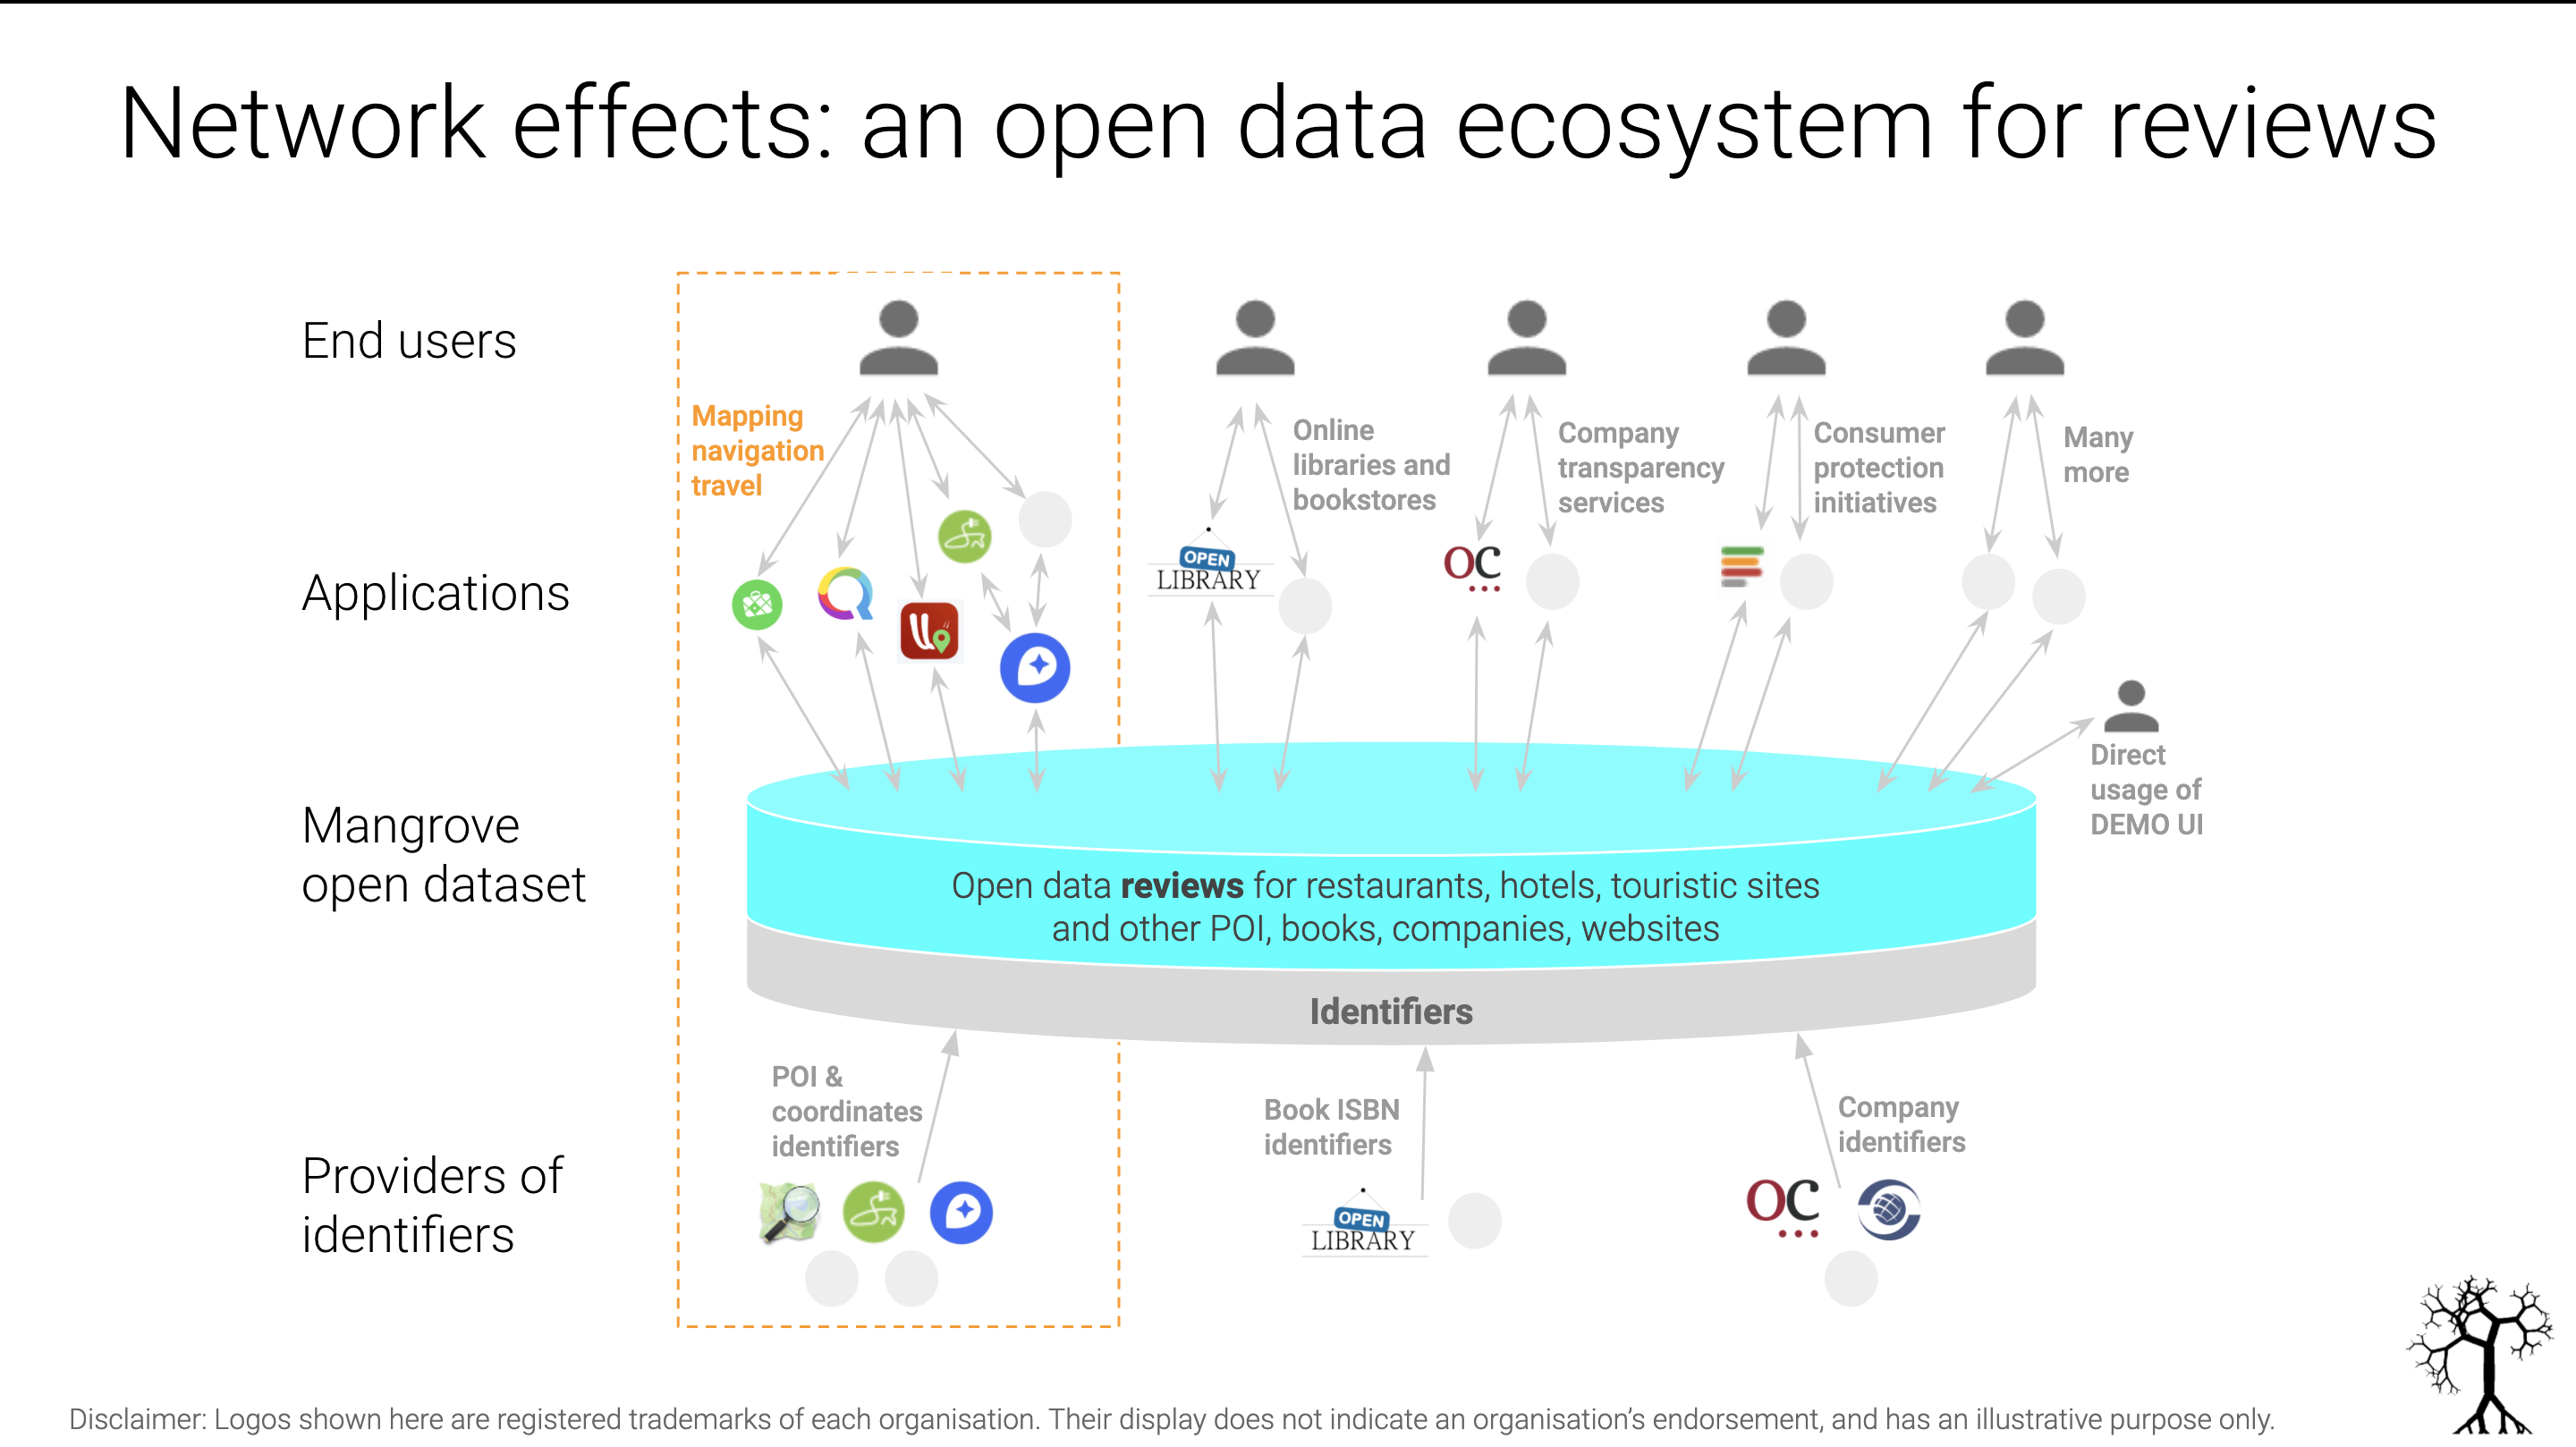 Network effects: an open data ecosystem for reviews
End users
Mapping
navigation
travel
Online
libraries and
bookstores
Company
transparency
services
Consumer
protection
initiatives
Many
more
Applications
OPEN
LIBRARY
OC
Direct
usage of
DEMO UI
Mangrove
open dataset
Open data reviews for restaurants, hotels, touristic sites
and other POI, books, companies, websites
Identifiers
POI &
coordinates
identifiers
Book ISBN
identifiers
Company
identifiers
Providers of
identifiers
OPEN
LIBRARY
OC
Disclaimer: Logos shown here are registered trademarks of each organisation. Their display does not indicate an organisation's endorsement, and has an illustrative purpose only.